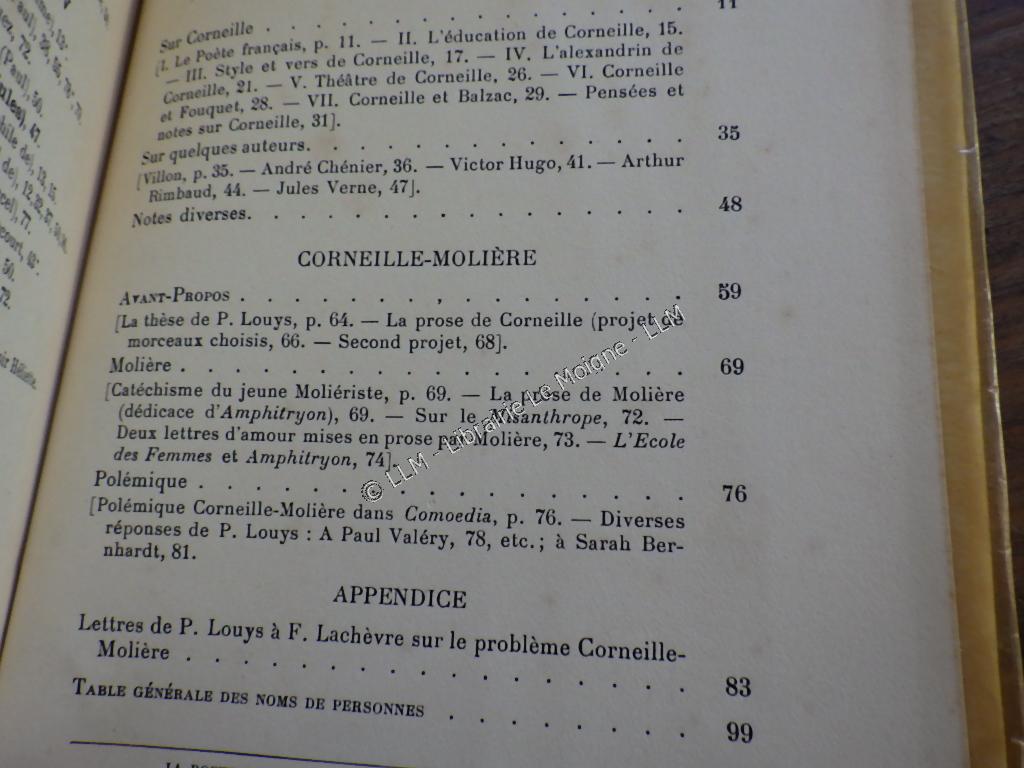 Sur Corneille . . . . . . . . . . . . . . 11
[I. Le Poète français, p. 11. — II. L'éducation de Corneille, 15.
— III. Style et vers de Corneille, 17. — IV. L'alexandrin de
Corneille, 21. — V. Théâtre de Corneille, 26. — VI. Corneille
et Fouquet, 28. — VII. Corneille et Balzac, 29. — Pensées et
notes sur Corneille, 31].
Sur quelques auteurs. . . . . . . . . . . . . . 35
[Villon, p. 35. — André Chénier, 36. — Victor Hugo, 41. — Arthur
Rimbaud, 44. — Jules Verne, 47].
Notes diverses. . . . . . . . . . . . . . . . 48
CORNEILLE-MOLIÈRE
Avant-Propos . . . . . . . . . . . . . . . . 59
[La thèse de P. Louys, p. 64. — La prose de Corneille (projet de
morceaux choisis, 66. — Second projet, 68].
Molière . . . . . . . . . . . . . . . . . . 69
[Catéchisme du jeune Moliériste, p. 69. — La prose de Molière
(dédicace d'Amphitryon), 69. — Sur le Misanthrope, 72. —
Deux lettres d'amour mises en prose par Molière, 73. — L'Ecole
des Femmes et Amphitryon, 74].
Polémique . . . . . . . . . . . . . . . . . 76
[Polémique Corneille-Molière dans Comoedia, p. 76. — Diverses
réponses de P. Louys : A Paul Valéry, 78, etc. ; à Sarah Ber-
nhardt, 81.
APPENDICE
Lettres de P. Louys à F. Lachèvre sur le problème Corneille-
Molière . . . . . . . . . . . . . . . . . 83
Table générale des noms de personnes . . . . . . . . 99
© LLM - Librairie Le Moigne - LLM